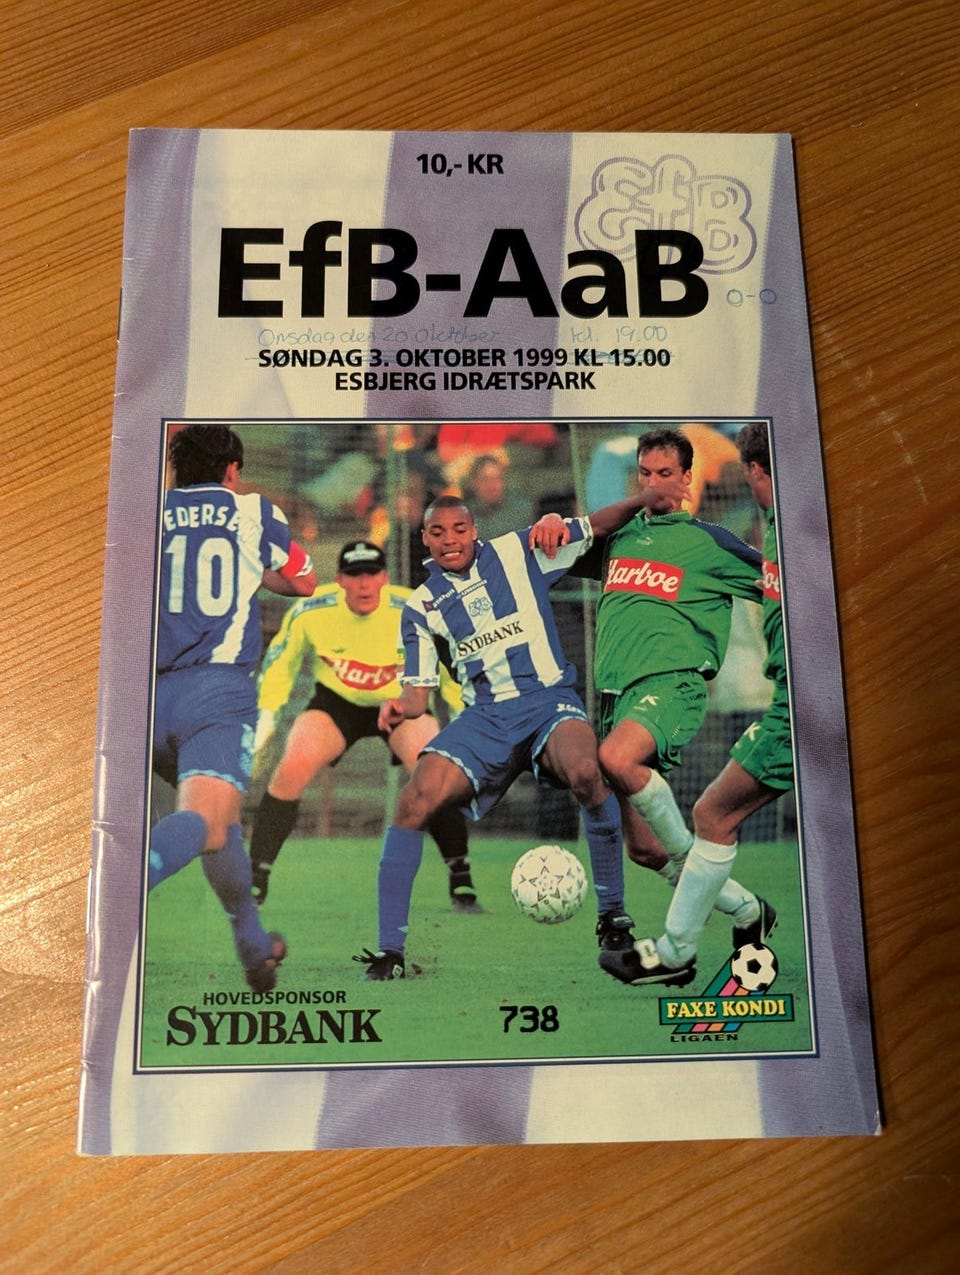 10,- KR
EfB
EfB-AaB
0-0
Onsdag den 20 Oktober kl. 19.00
SØNDAG 3. OKTOBER 1999 KL 15.00
ESBJERG IDRÆTSPARK
EDERSE
10
Harboe
Harb
SYDBANK
HOVEDSPONSOR
SYDBANK
738
FAXE KONDI
LIGAEN